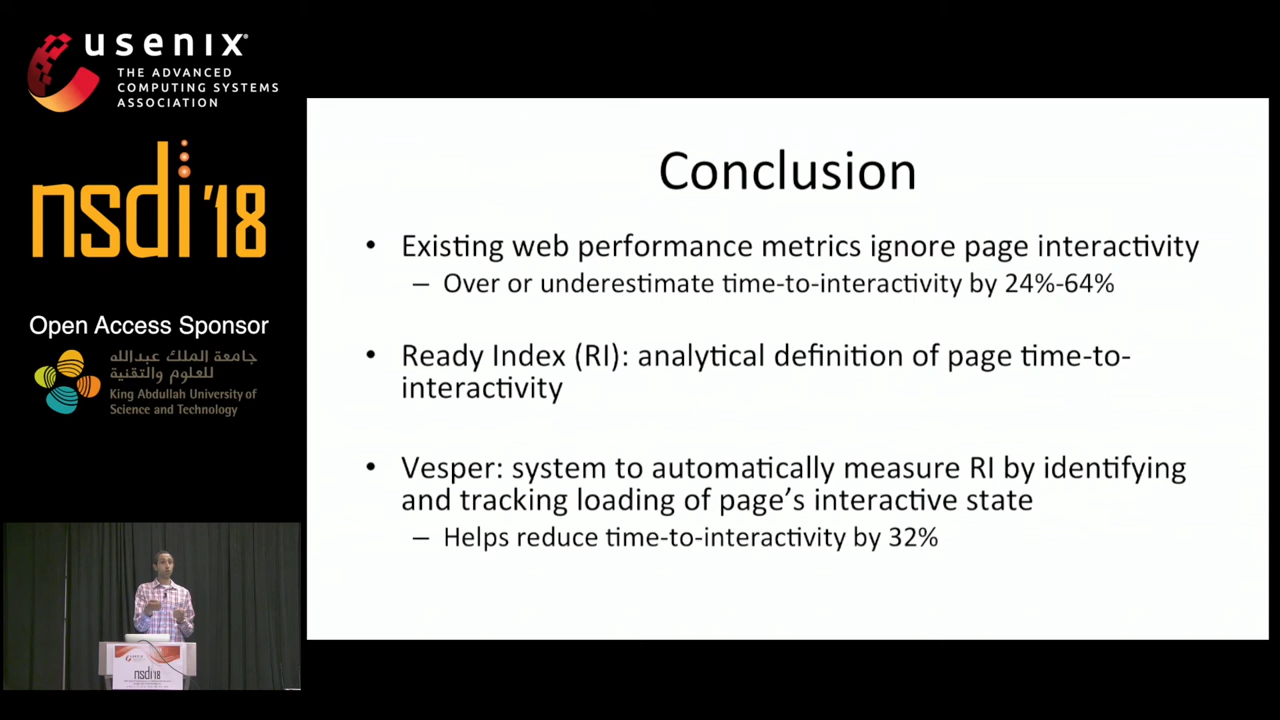 usenix
THE ADVANCED
COMPUTING SYSTEMS
ASSOCIATION
nsdi '18
Open Access Sponsor
جامعة الملك عبدالله
للعلوم والتقنية
King Abdullah University of
Science and Technology
Conclusion
• Existing web performance metrics ignore page interactivity
– Over or underestimate time-to-interactivity by 24%-64%
• Ready Index (RI): analytical definition of page time-to-
interactivity
• Vesper: system to automatically measure RI by identifying
and tracking loading of page's interactive state
– Helps reduce time-to-interactivity by 32%
usenix
nsdi '18